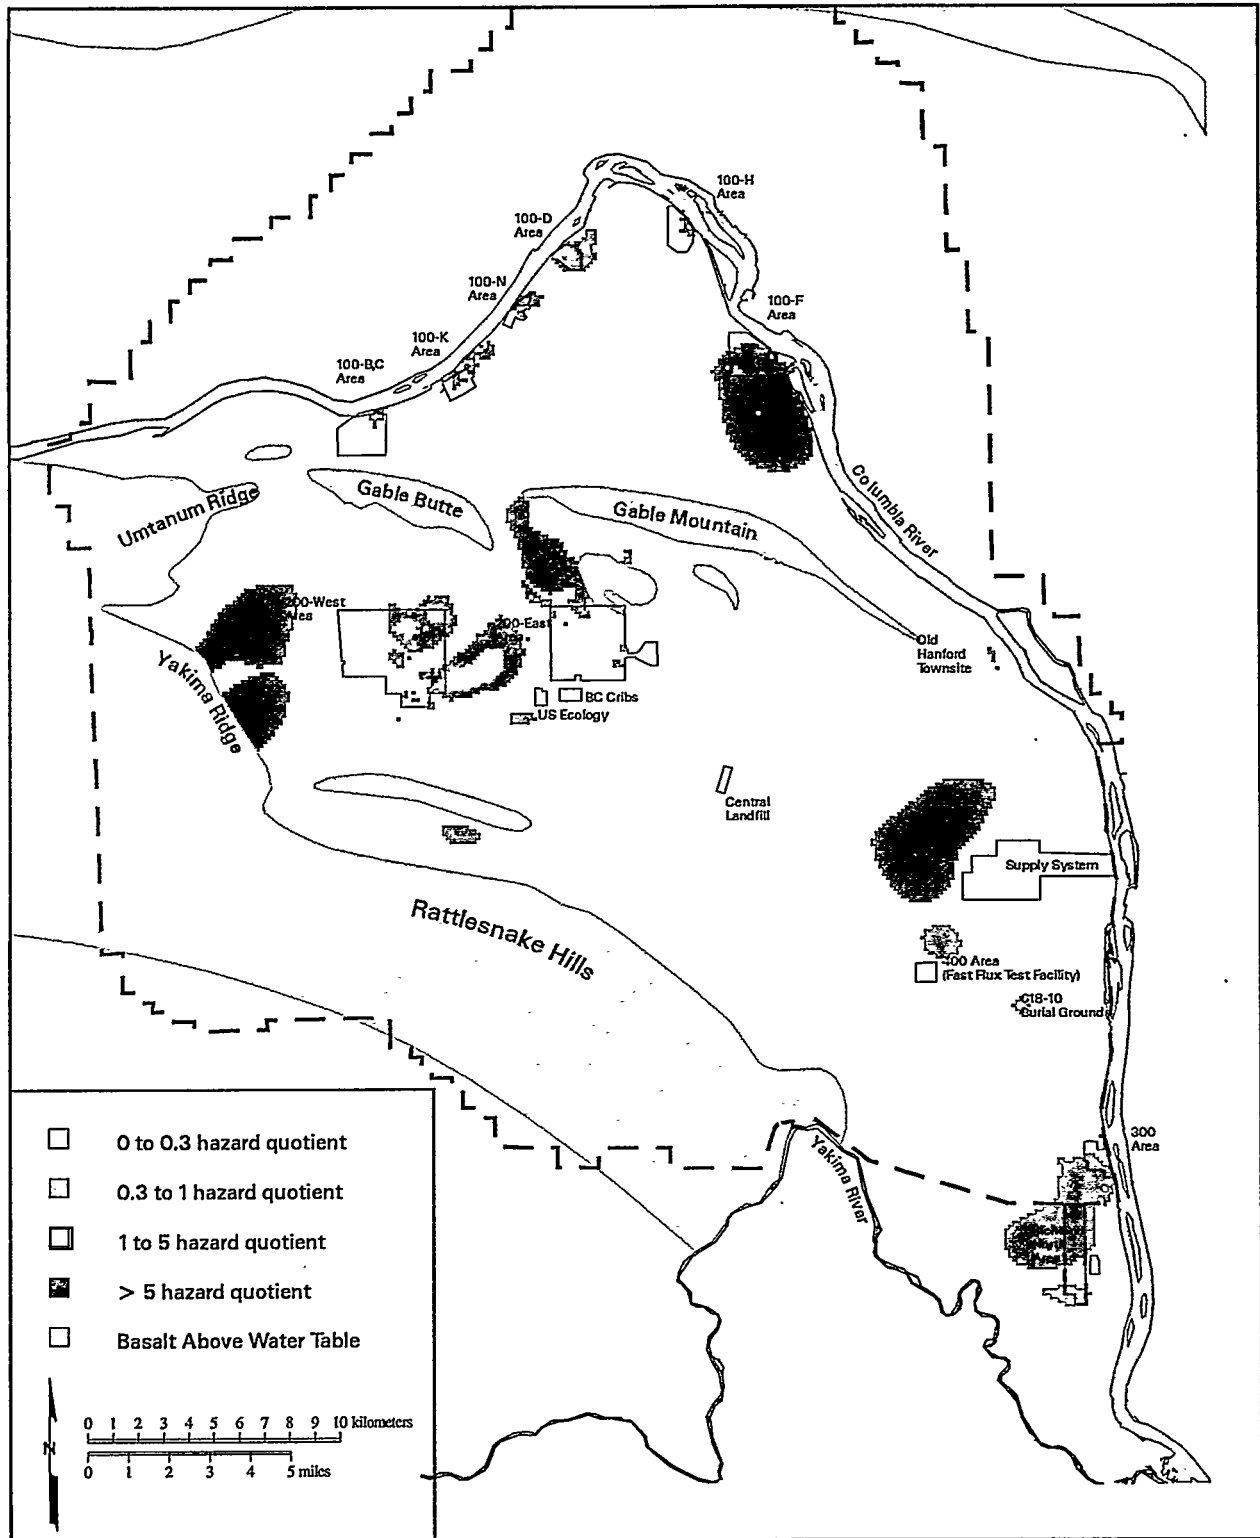 100-H
Area
100-D
Area
100-N
Area
100-F
Area
100-K
Area
100-B,C
Area
Columbia River
Umtanum Ridge
Gable Butte
Gable Mountain
200-West
Area
200-East
Area
Old
Hanford
Townsite
Yakima Ridge
BC Cribs
US Ecology
Central
Landfill
Supply System
Rattlesnake Hills
400 Area
(Fast Flux Test Facility)
Burial Ground
300
Area
Yakima River
0 to 0.3 hazard quotient
0.3 to 1 hazard quotient
1 to 5 hazard quotient
> 5 hazard quotient
Basalt Above Water Table
N
0 1 2 3 4 5 6 7 8 9 10 kilometers
0 1 2 3 4 5 miles